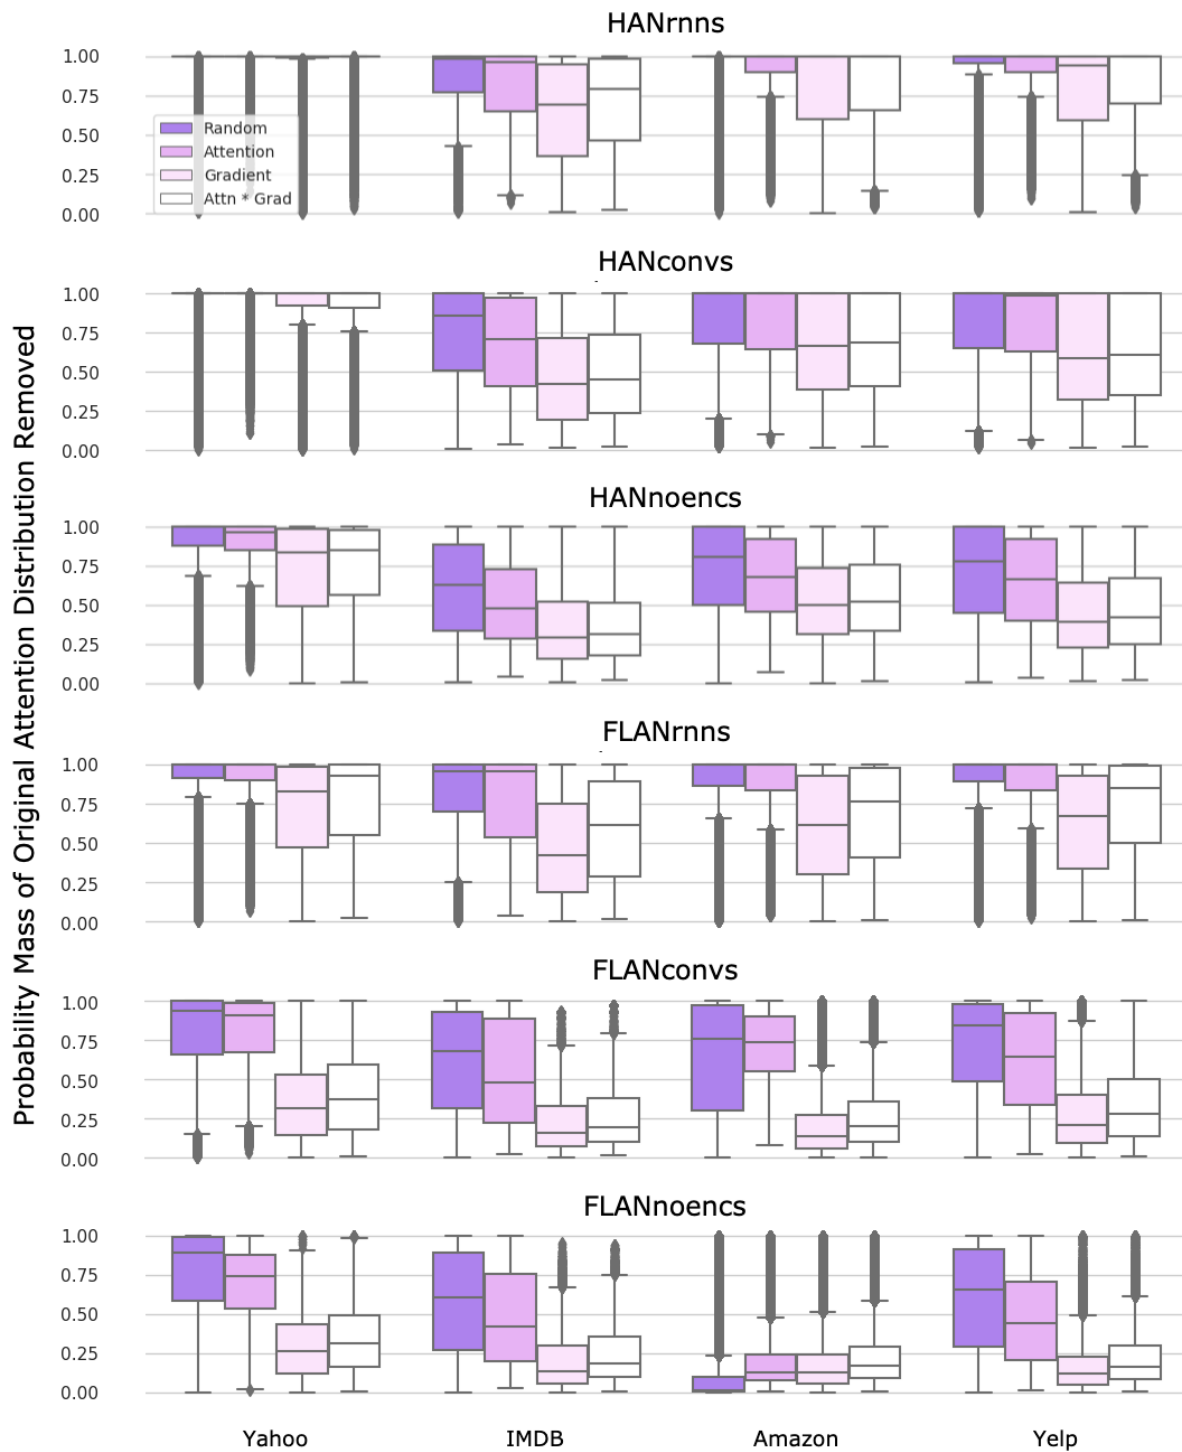 HANrnns
1.00
0.75
0.50
0.25
0.00
Random
Attention
Gradient
Attn * Grad
HANconvs
1.00
0.75
0.50
0.25
0.00
HANnoencs
1.00
0.75
0.50
0.25
0.00
FLANrnns
1.00
0.75
0.50
0.25
0.00
FLANconvs
1.00
0.75
0.50
0.25
0.00
FLANnoencs
1.00
0.75
0.50
0.25
0.00
Probability Mass of Original Attention Distribution Removed
Yahoo
IMDB
Amazon
Yelp